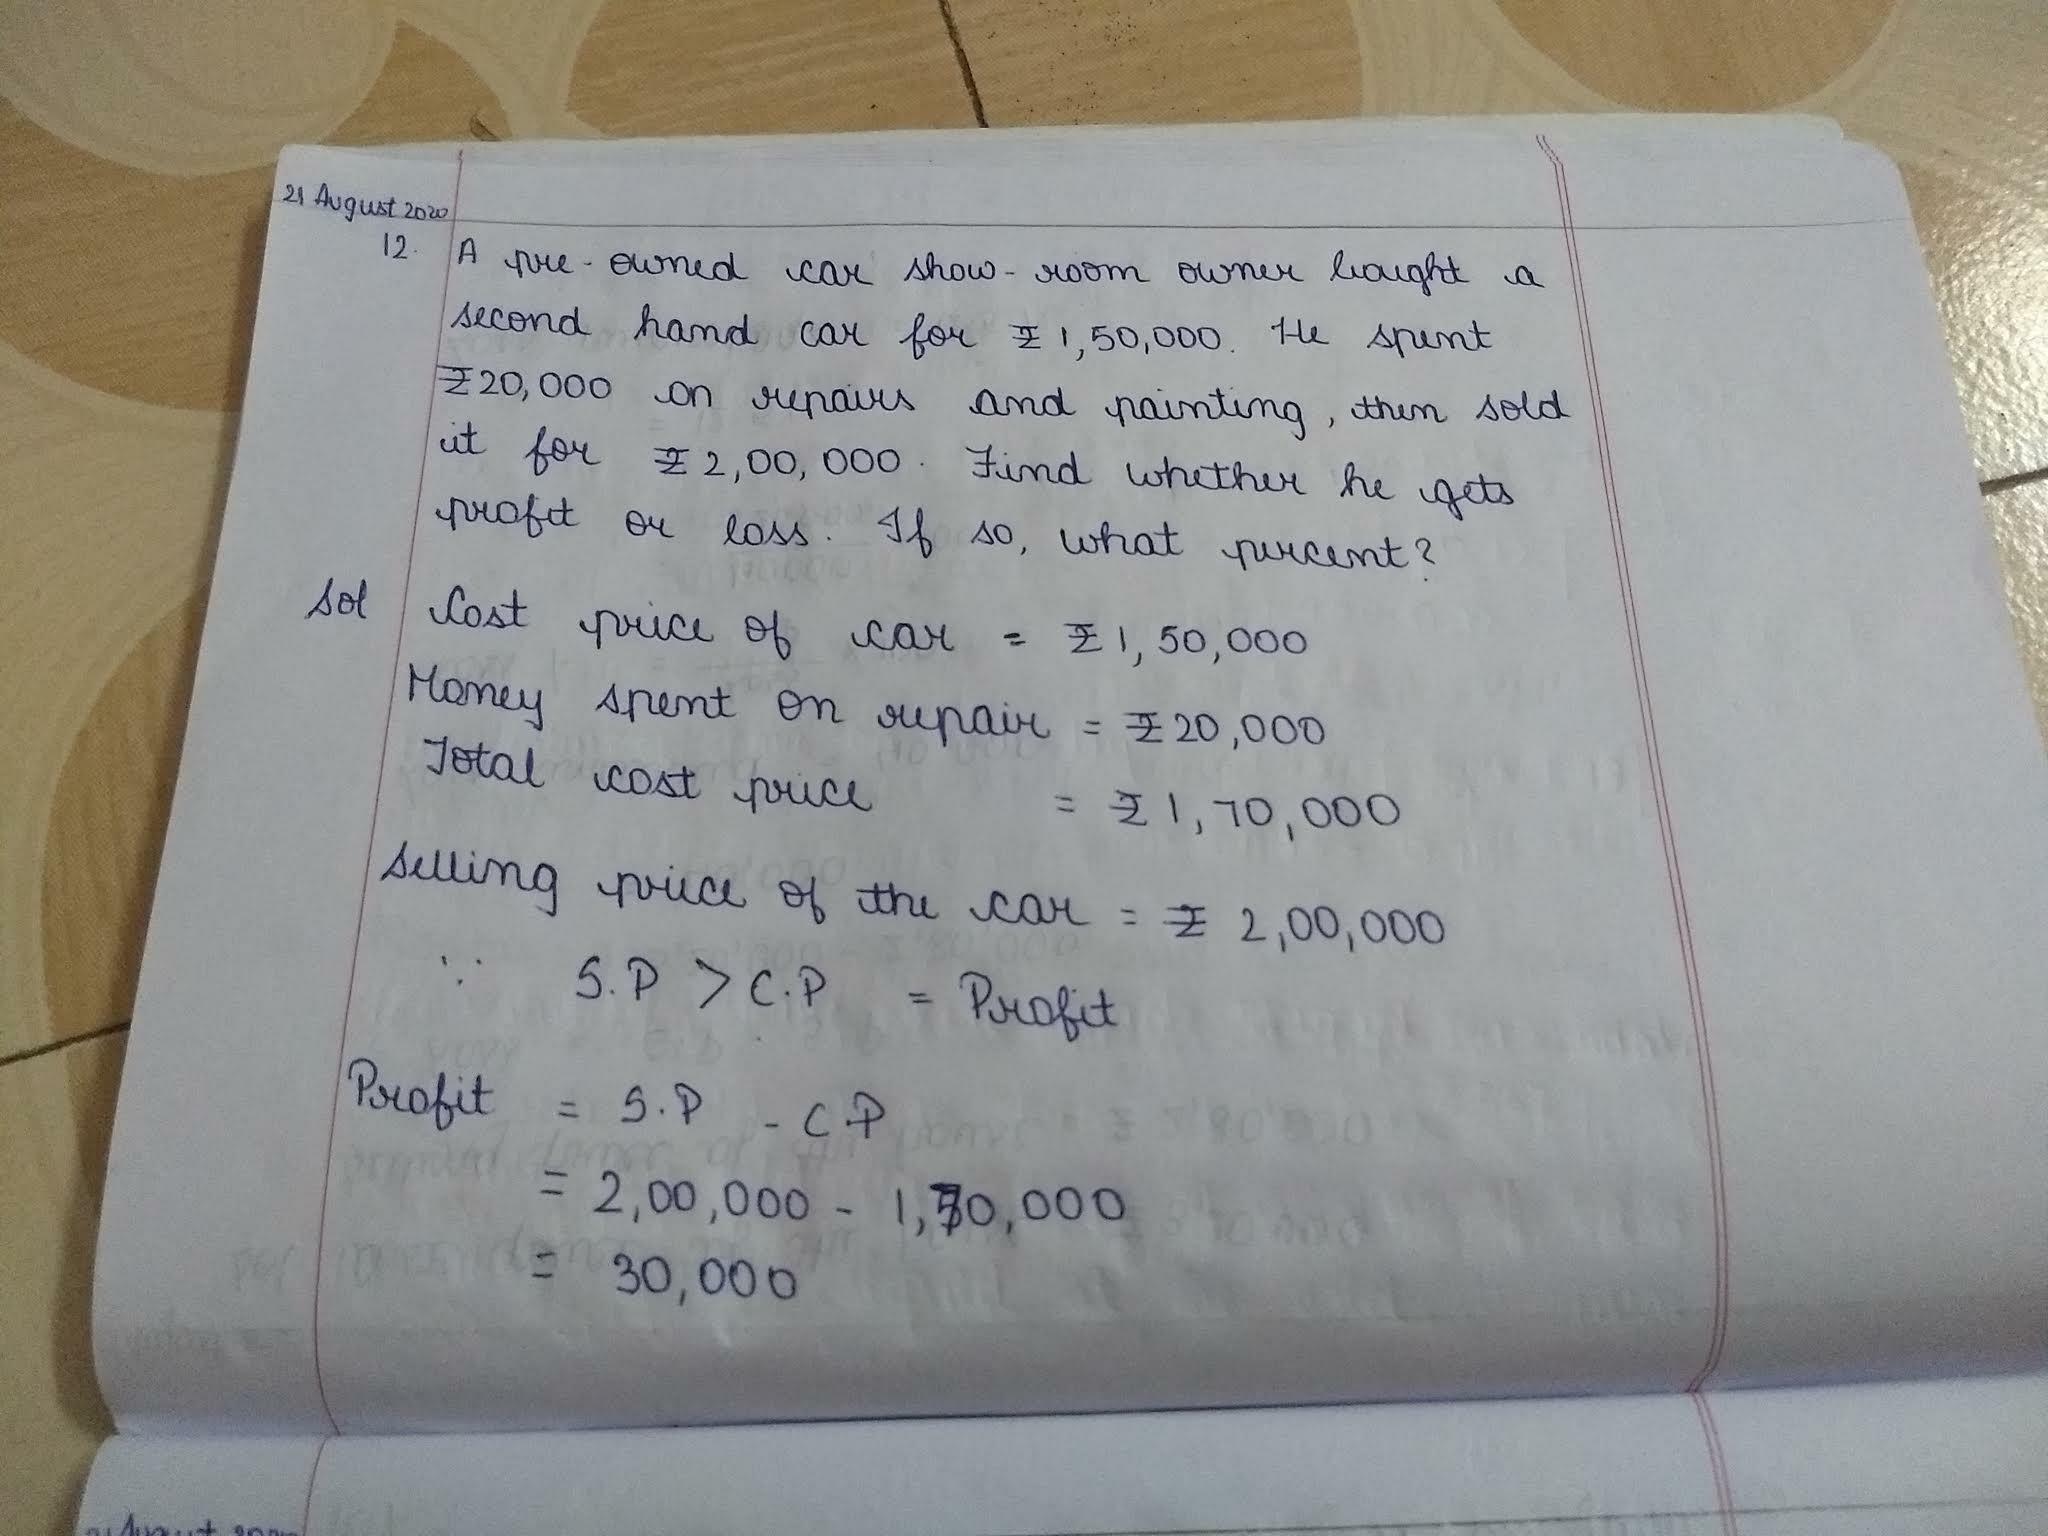 21 August 2020
12. A pre-owned car show-room owner bought a
second hand car for ₹ 1,50,000. He spent
₹20,000 on repairs and painting, then sold
it for ₹ 2,00,000. Find whether he gets
profit or loss. If so, what percent?
Sol Cost price of car = ₹ 1,50,000
Money spent on repair = ₹ 20,000
Total cost price = ₹ 1,70,000
Selling price of the car = ₹ 2,00,000
∵ S.P > C.P = Profit
Profit = S.P - C.P
= 2,00,000 - 1,70,000
= 30,000